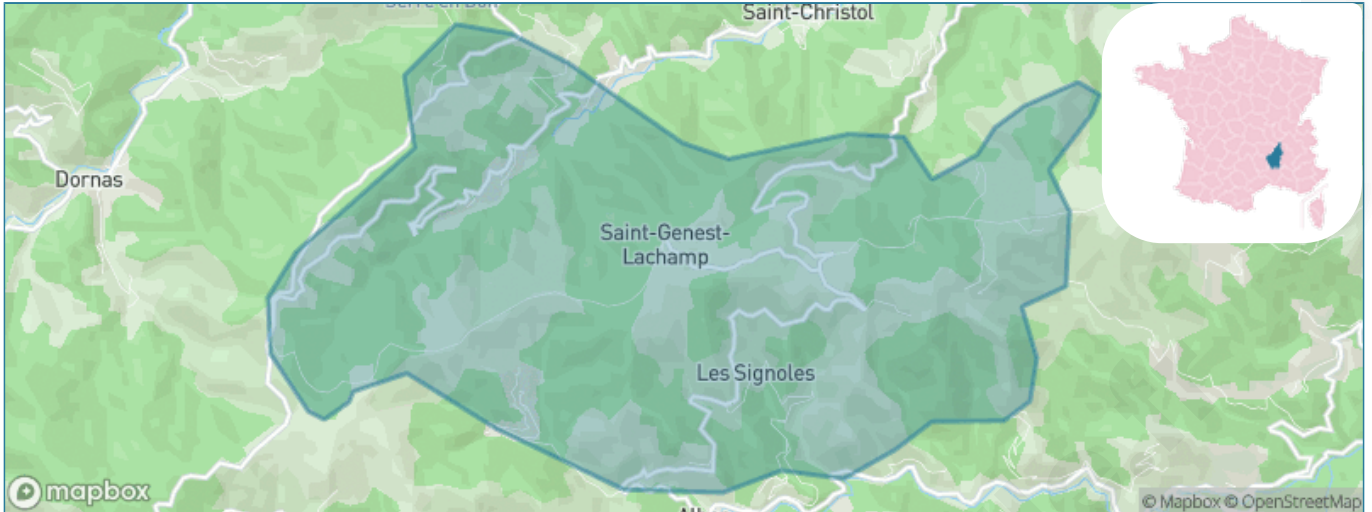 Saint-Christol
Dornas
Saint-Genest-
Lachamp
Les Signoles
mapbox
© Mapbox © OpenStreetMap